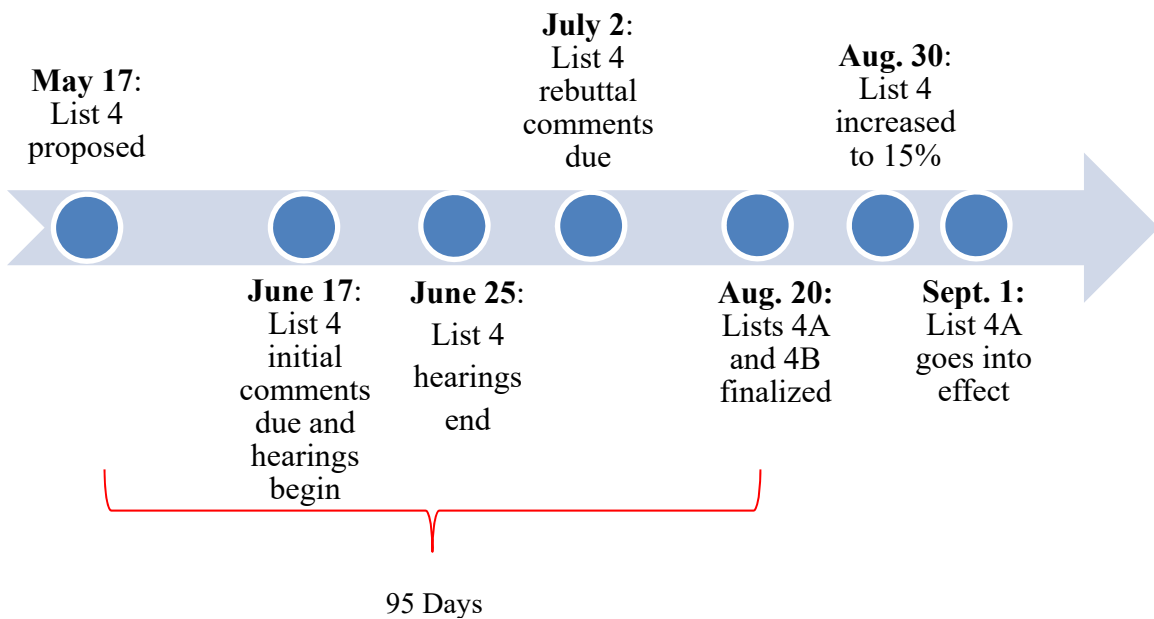 May 17:
List 4
proposed
June 17:
List 4
initial
comments
due and
hearings
begin
June 25:
List 4
hearings
end
July 2:
List 4
rebuttal
comments
due
Aug. 20:
Lists 4A
and 4B
finalized
Aug. 30:
List 4
increased
to 15%
Sept. 1:
List 4A
goes into
effect
95 Days